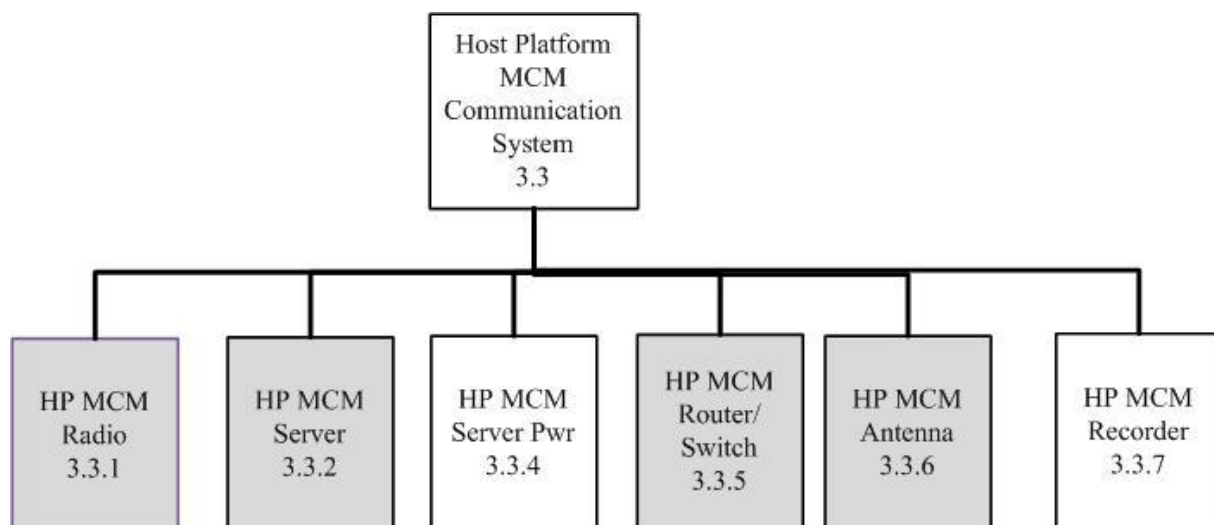 Host Platform
MCM
Communication
System
3.3
HP MCM
Radio
3.3.1
HP MCM
Server
3.3.2
HP MCM
Server Pwr
3.3.4
HP MCM
Router/
Switch
3.3.5
HP MCM
Antenna
3.3.6
HP MCM
Recorder
3.3.7